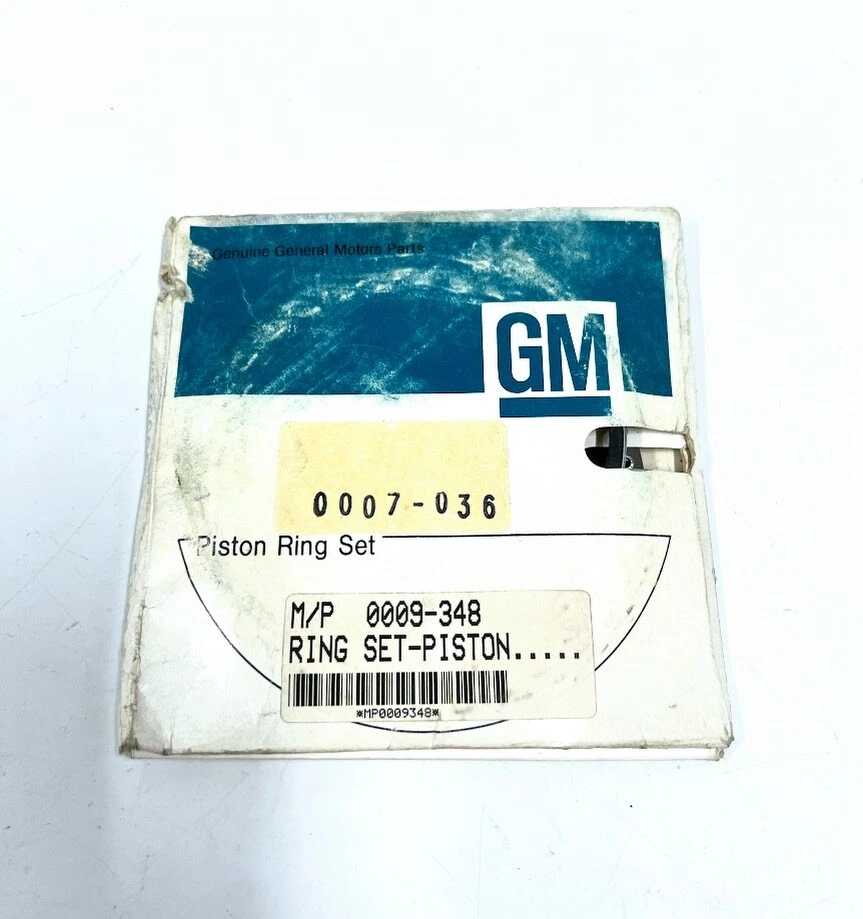 Genuine General Motors Parts
GM
0007-036
Piston Ring Set
M/P 0009-348
RING SET-PISTON.....
*MP0009348*